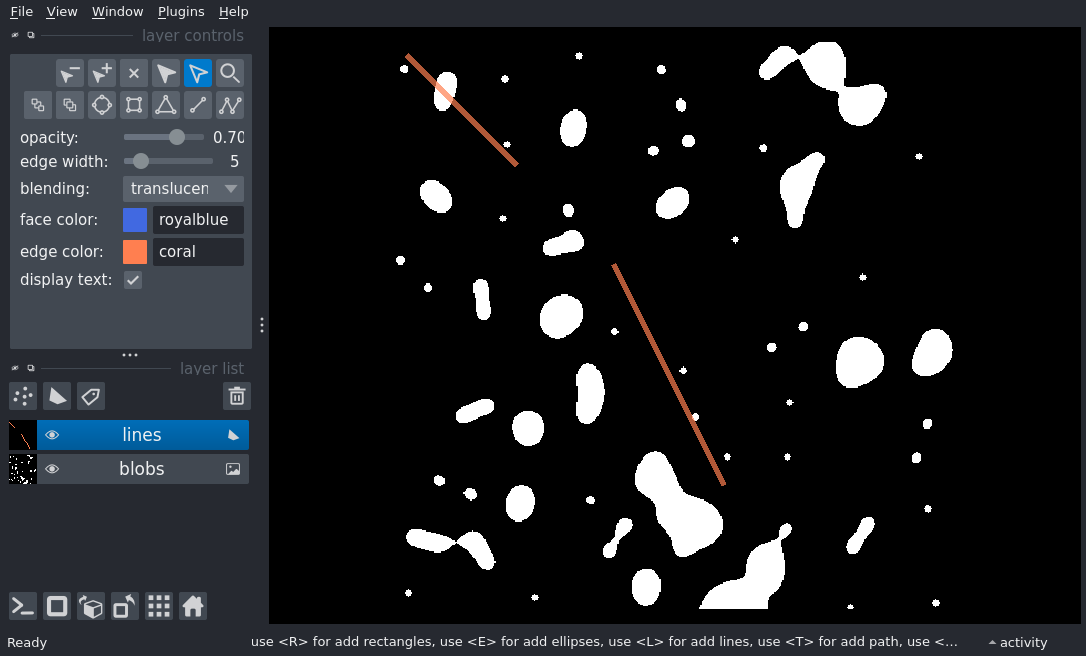 File View Window Plugins Help
layer controls
opacity: 0.70
edge width: 5
blending: translucen
face color: royalblue
edge color: coral
display text:
layer list
lines
blobs
Ready use <R> for add rectangles, use <E> for add ellipses, use <L> for add lines, use <T> for add path, use <... activity